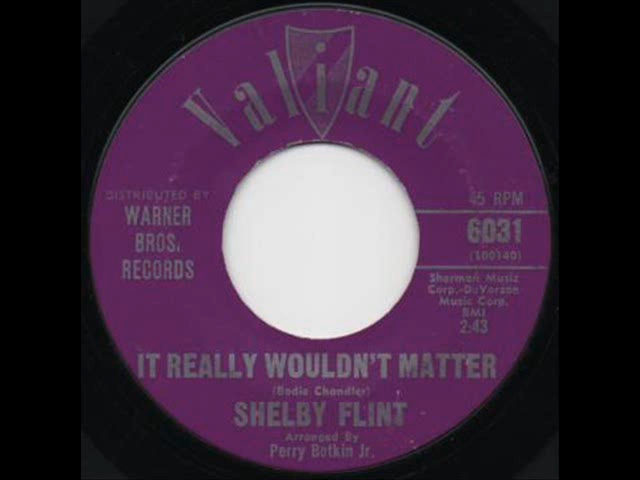 Valiant
DISTRIBUTED BY
WARNER
BROS.
RECORDS
45 RPM
6031
(100140)
Sherman Music
Corp.-DeVorzon
Music Corp.
BMI
2:43
IT REALLY WOULDN'T MATTER
(Bodie Chandler)
SHELBY FLINT
Arranged By
Perry Botkin Jr.